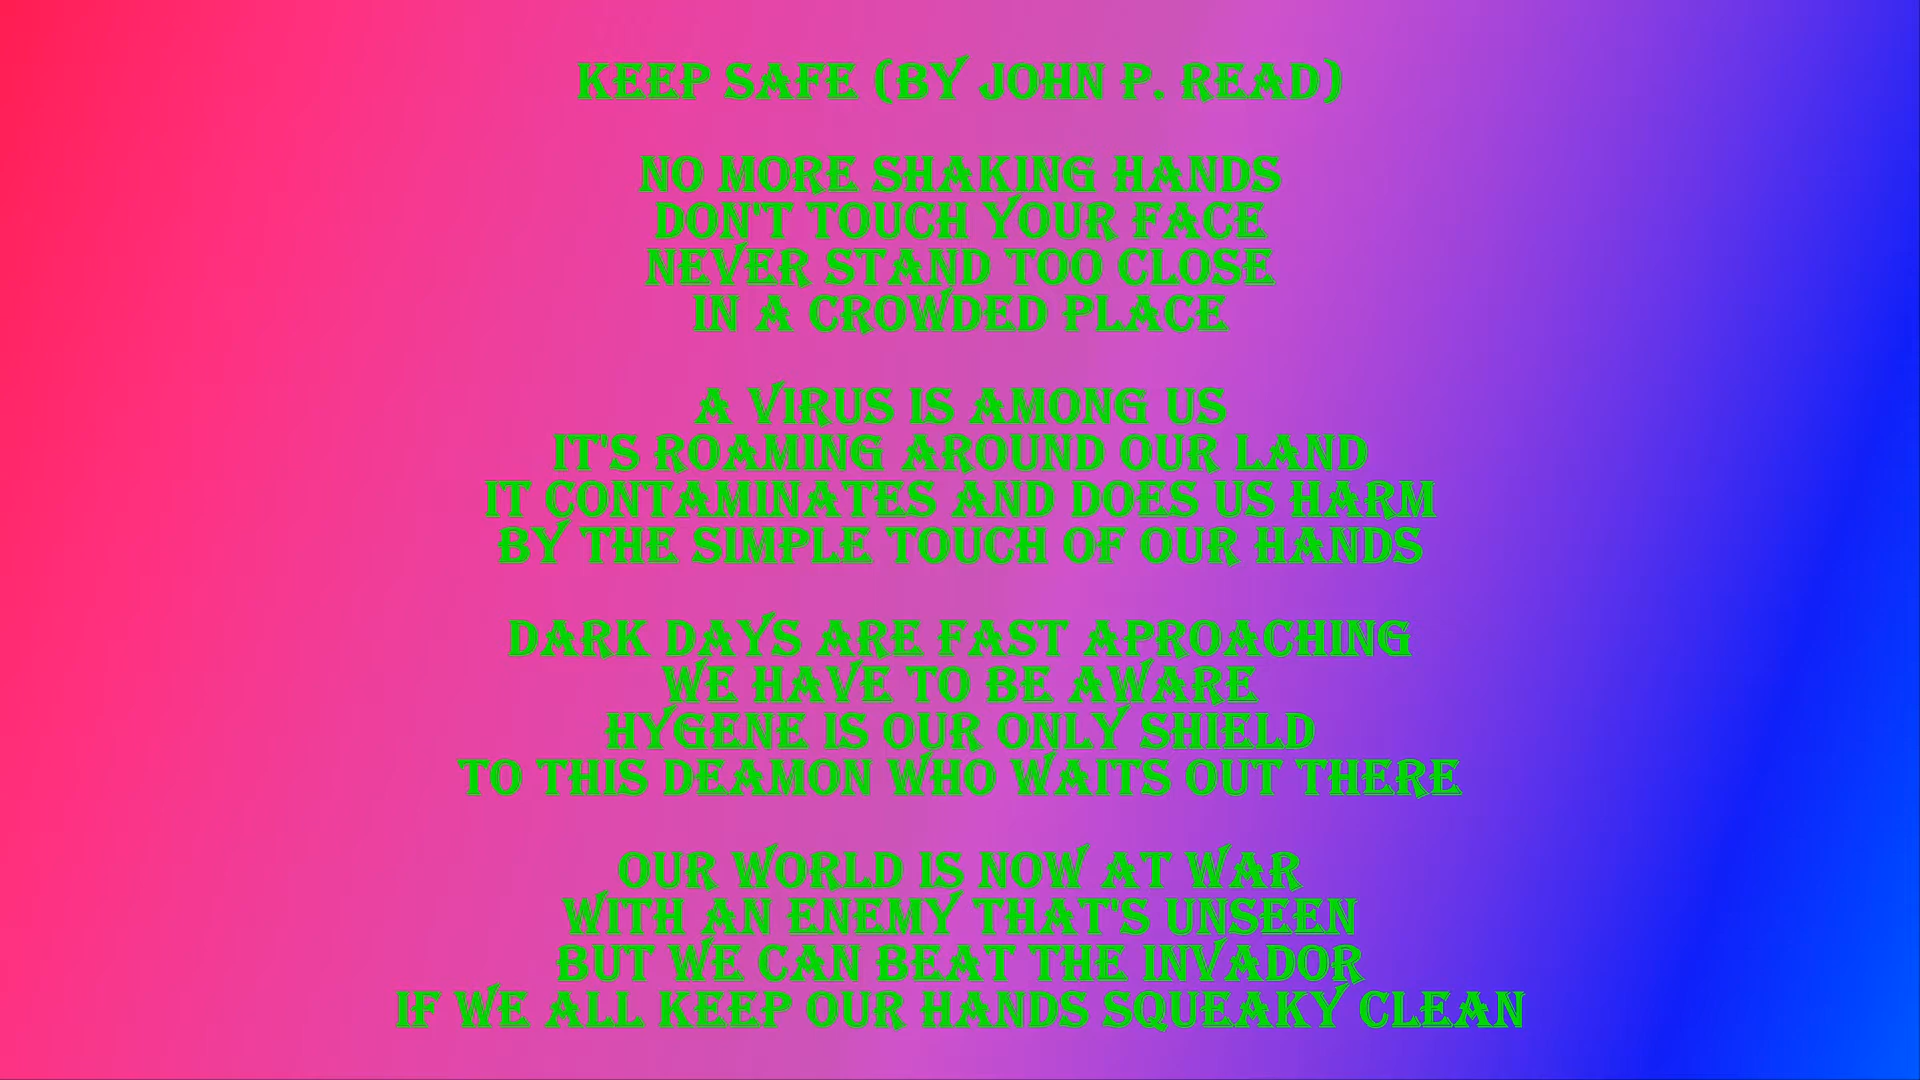 KEEP SAFE (BY JOHN P. READ)
NO MORE SHAKING HANDS
DON'T TOUCH YOUR FACE
NEVER STAND TOO CLOSE
IN A CROWDED PLACE
A VIRUS IS AMONG US
IT'S ROAMING AROUND OUR LAND
IT CONTAMINATES AND DOES US HARM
BY THE SIMPLE TOUCH OF OUR HANDS
DARK DAYS ARE FAST APROACHING
WE HAVE TO BE AWARE
HYGENE IS OUR ONLY SHIELD
TO THIS DEAMON WHO WAITS OUT THERE
OUR WORLD IS NOW AT WAR
WITH AN ENEMY THAT'S UNSEEN
BUT WE CAN BEAT THE INVADOR
IF WE ALL KEEP OUR HANDS SQUEAKY CLEAN